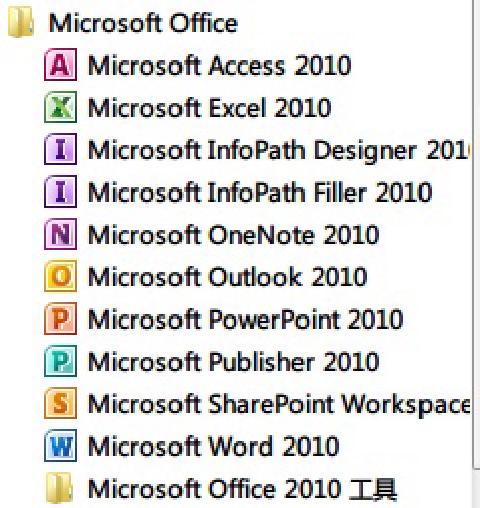 Microsoft Office
A Microsoft Access 2010
X Microsoft Excel 2010
I Microsoft InfoPath Designer 201
I Microsoft InfoPath Filler 2010
N Microsoft OneNote 2010
O Microsoft Outlook 2010
P Microsoft PowerPoint 2010
P Microsoft Publisher 2010
S Microsoft SharePoint Workspace
W Microsoft Word 2010
Microsoft Office 2010 工具